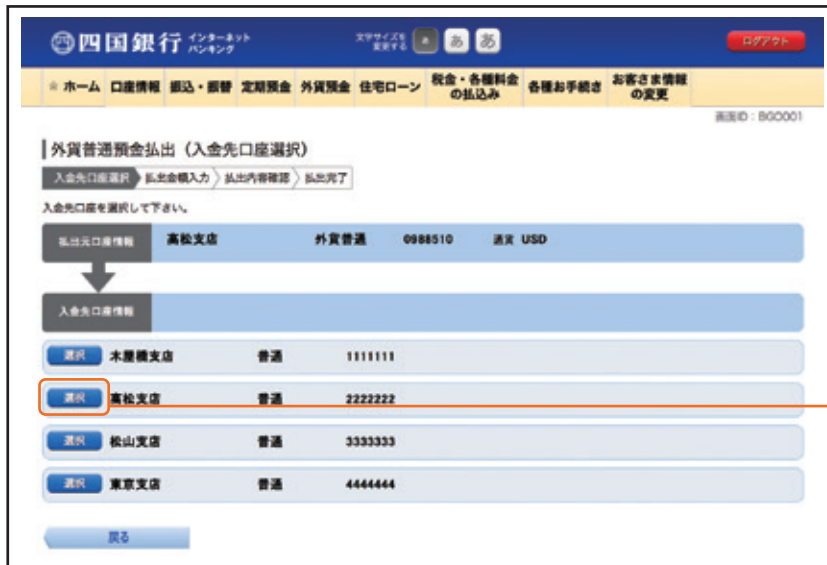 四国銀行 インターネットバンキング 文字サイズを変更する あ あ あ ログアウト
ホーム 口座情報 振込・振替 定期預金 外貨預金 住宅ローン 税金・各種料金の払込み 各種お手続き お客さま情報の変更
画面ID：BGO001
外貨普通預金払出（入金先口座選択）
入金先口座選択 払出金額入力 払出内容確認 払出完了
入金先口座を選択して下さい。
払出元口座情報 高松支店 外貨普通 0988510 通貨 USD
入金先口座情報
選択 木屋橋支店 普通 1111111
選択 高松支店 普通 2222222
選択 松山支店 普通 3333333
選択 東京支店 普通 4444444
戻る